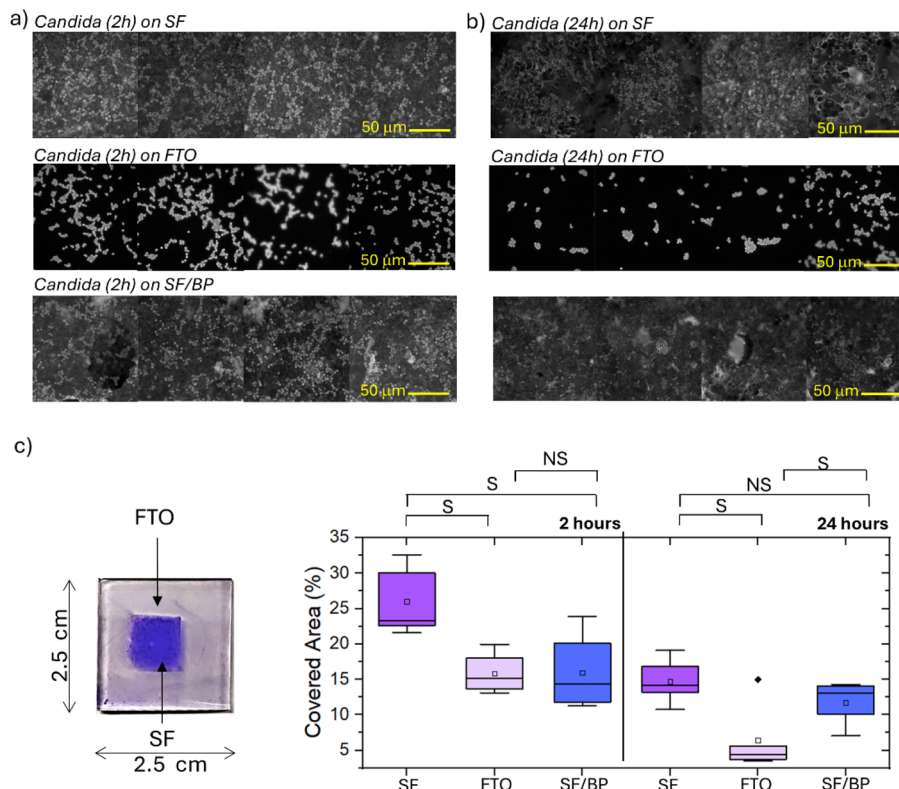 a)
Candida (2h) on SF
50 µm
Candida (2h) on FTO
50 µm
Candida (2h) on SF/BP
50 µm
b)
Candida (24h) on SF
50 µm
Candida (24h) on FTO
50 µm
50 µm
c)
FTO
2.5 cm
SF
2.5 cm
NS
S
S
S
NS
S
2 hours
24 hours
Covered Area (%)
35
30
25
20
15
10
5
SF
FTO
SF/BP
SF
FTO
SF/BP